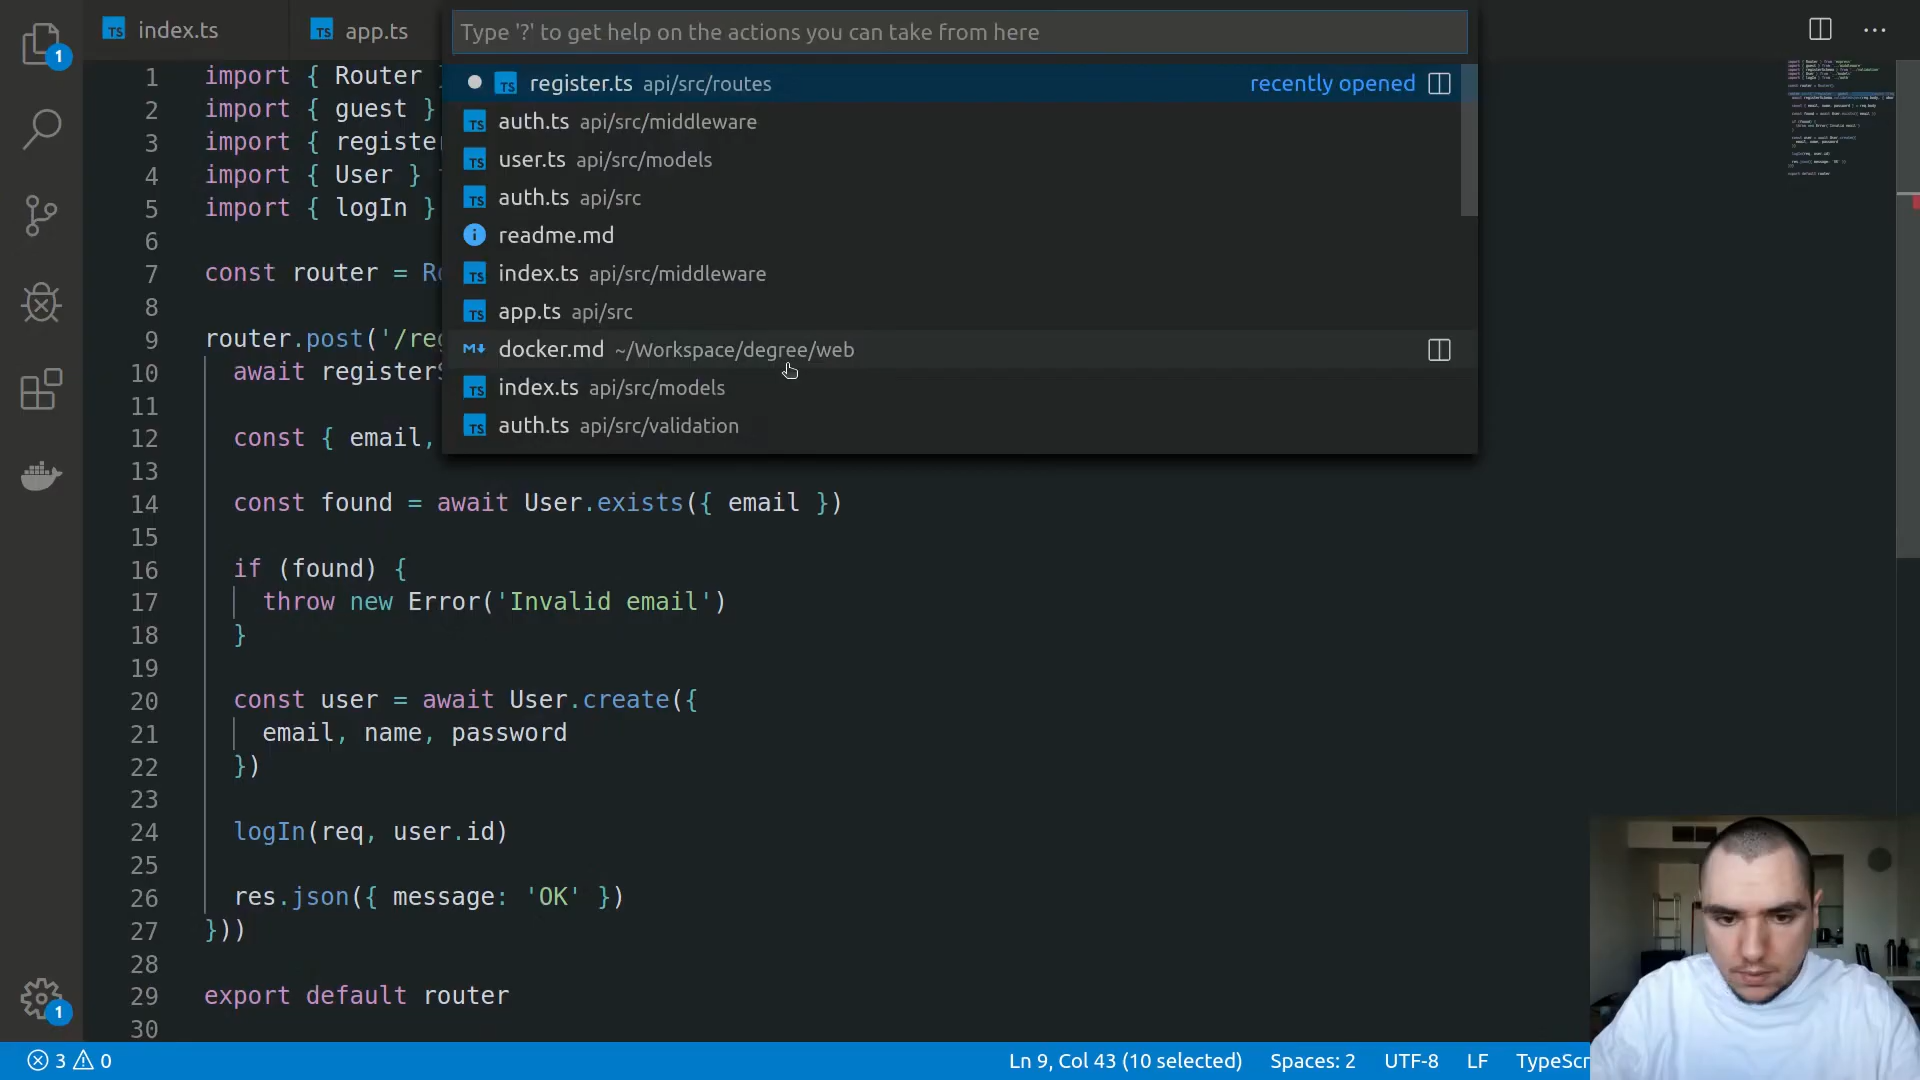 index.ts
app.ts
Type '?' to get help on the actions you can take from here
register.ts api/src/routes recently opened
auth.ts api/src/middleware
user.ts api/src/models
auth.ts api/src
readme.md
index.ts api/src/middleware
app.ts api/src
docker.md ~/Workspace/degree/web
index.ts api/src/models
auth.ts api/src/validation
1 import { Router }
2 import { guest }
3 import { register
4 import { User }
5 import { logIn }
6
7 const router = Ro
8
9 router.post('/reg
10 await registerS
11
12 const { email,
13
14 const found = await User.exists({ email })
15
16 if (found) {
17 throw new Error('Invalid email')
18 }
19
20 const user = await User.create({
21 email, name, password
22 })
23
24 logIn(req, user.id)
25
26 res.json({ message: 'OK' })
27 }))
28
29 export default router
30
1
1
3 0
Ln 9, Col 43 (10 selected) Spaces: 2 UTF-8 LF TypeScr